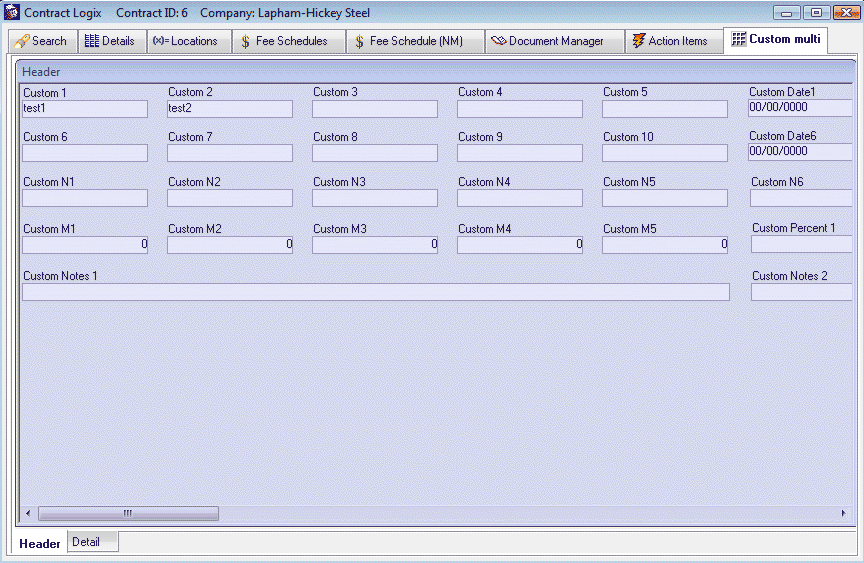 Contract Logix Contract ID: 6 Company: Lapham-Hickey Steel
Search Details (x)= Locations $ Fee Schedules $ Fee Schedule (NM) Document Manager Action Items Custom multi
Header
Custom 1 Custom 2 Custom 3 Custom 4 Custom 5 Custom Date1
test1 test2 00/00/0000
Custom 6 Custom 7 Custom 8 Custom 9 Custom 10 Custom Date6
00/00/0000
Custom N1 Custom N2 Custom N3 Custom N4 Custom N5 Custom N6
Custom M1 Custom M2 Custom M3 Custom M4 Custom M5 Custom Percent 1
0 0 0 0 0
Custom Notes 1 Custom Notes 2
Header Detail